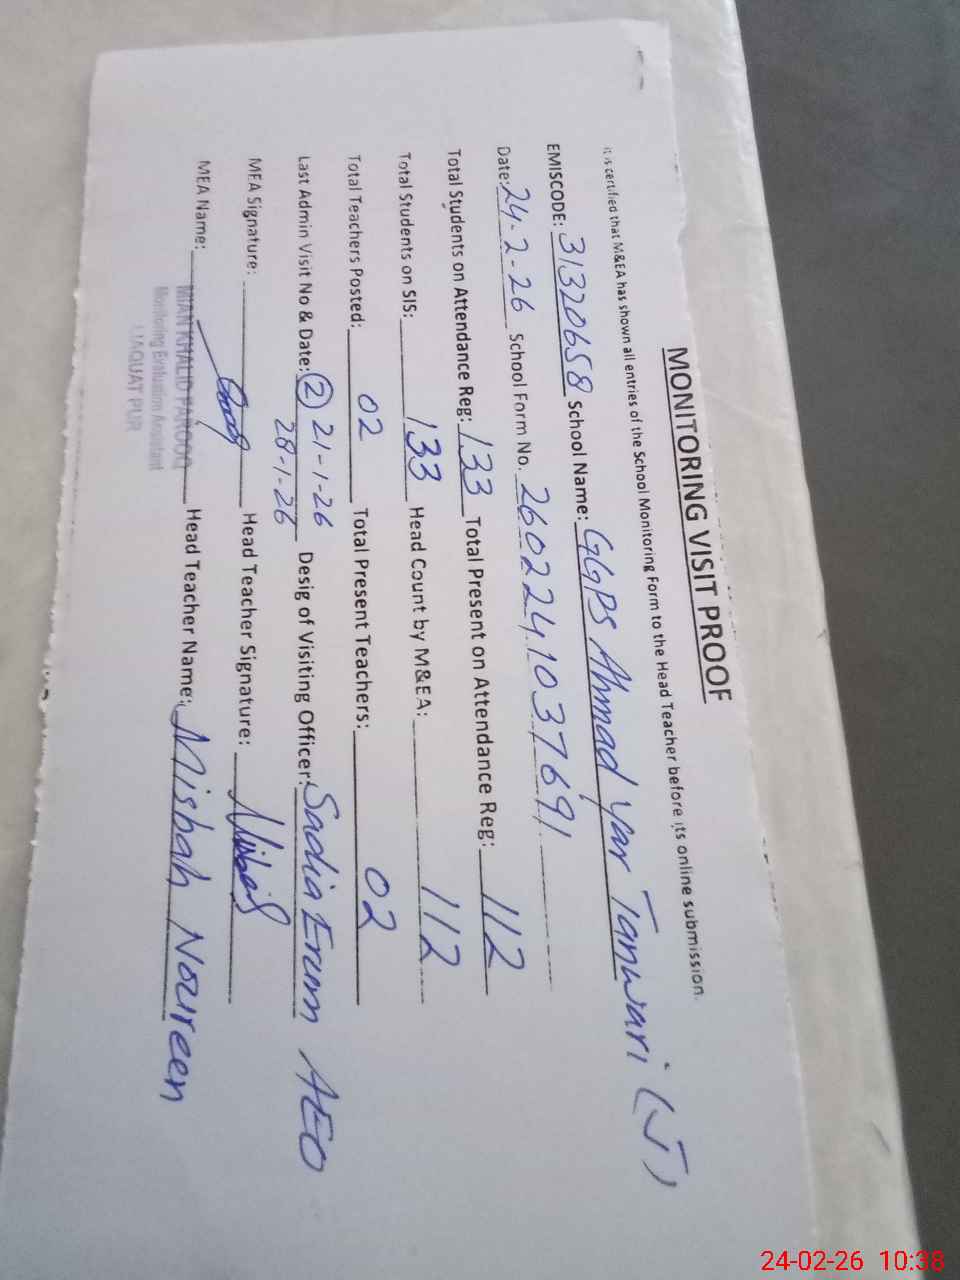 MONITORING VISIT PROOF
It is certified that M&EA has shown all entries of the School Monitoring Form to the Head Teacher before its online submission.
EMISCODE: 31320658 School Name: GGPS Ahmad Yar Tanwari (J)
Date: 24-2-26 School Form No. 2602241037691
Total Students on Attendance Reg: 133 Total Present on Attendance Reg: 112
Total Students on SIS: 133 Head Count by M&EA: 112
Total Teachers Posted: 02 Total Present Teachers: 02
Last Admin Visit No & Date: (2) 21-1-26 Desig of Visiting Officer: Sadia Erum AEO
28-1-26
MEA Signature: Head Teacher Signature: Misbah
MEA Name: MIAN KHALID FAROOQ Head Teacher Name: Misbah Noureen
Monitoring Evaluation Assistant
LIAQUAT PUR
24-02-26 10:38